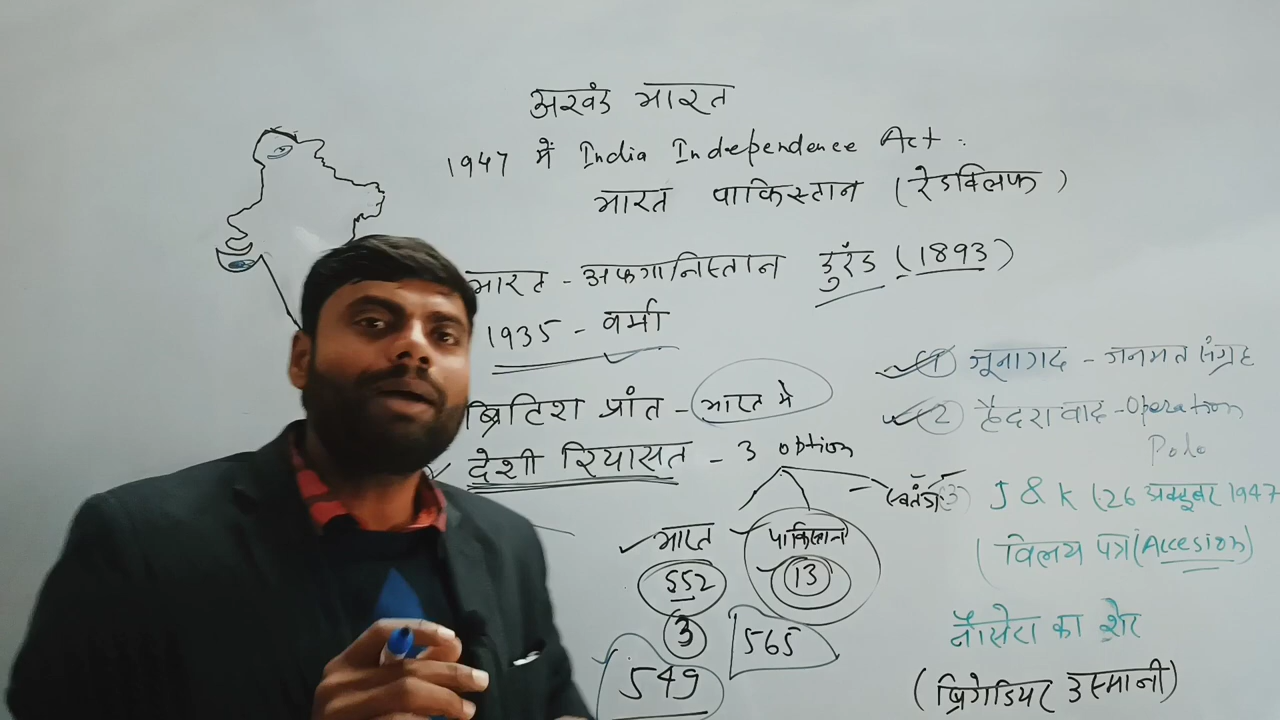 अखंड भारत
1947 में India Independence Act.
भारत पाकिस्तान (रेडक्लिफ)
भारत - अफगानिस्तान डुरंड (1893)
1935 - वर्मा
ब्रिटिश प्रांत - भारत मे
देशी रियासत - 3 option
भारत पाकिस्तान स्वतंत्र
552 13
3
549 565
① जूनागढ - जनमत संग्रह
② हैदरावाद - Operation
Polo
③ J & K (26 अक्टूबर 1947
(विलय पत्र (Accesion)
नौसेरा का शेर
(ब्रिगेडियर उस्मानी)